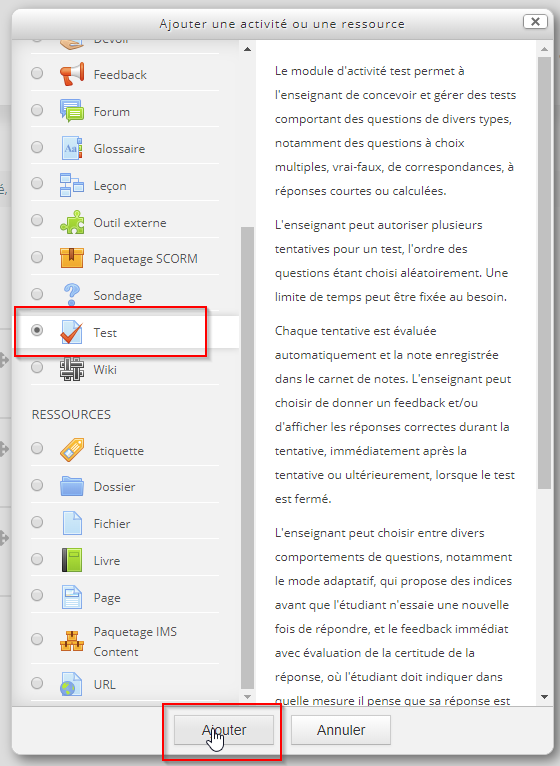 Ajouter une activité ou une ressource
Devoir
Feedback
Forum
Glossaire
Leçon
Outil externe
Paquetage SCORM
Sondage
Test
Wiki
RESSOURCES
Étiquette
Dossier
Fichier
Livre
Page
Paquetage IMS
Content
URL
Le module d'activité test permet à
l'enseignant de concevoir et gérer des tests
comportant des questions de divers types,
notamment des questions à choix
multiples, vrai-faux, de correspondances, à
réponses courtes ou calculées.
L'enseignant peut autoriser plusieurs
tentatives pour un test, l'ordre des
questions étant choisi aléatoirement. Une
limite de temps peut être fixée au besoin.
Chaque tentative est évaluée
automatiquement et la note enregistrée
dans le carnet de notes. L'enseignant peut
choisir de donner un feedback et/ou
d'afficher les réponses correctes durant la
tentative, immédiatement après la
tentative ou ultérieurement, lorsque le test
est fermé.
L'enseignant peut choisir entre divers
comportements de questions, notamment
le mode adaptatif, qui propose des indices
avant que l'étudiant n'essaie une nouvelle
fois de répondre, et le feedback immédiat
avec évaluation de la certitude de la
réponse, où l'étudiant doit indiquer dans
quelle mesure il pense que sa réponse est
Ajouter
Annuler